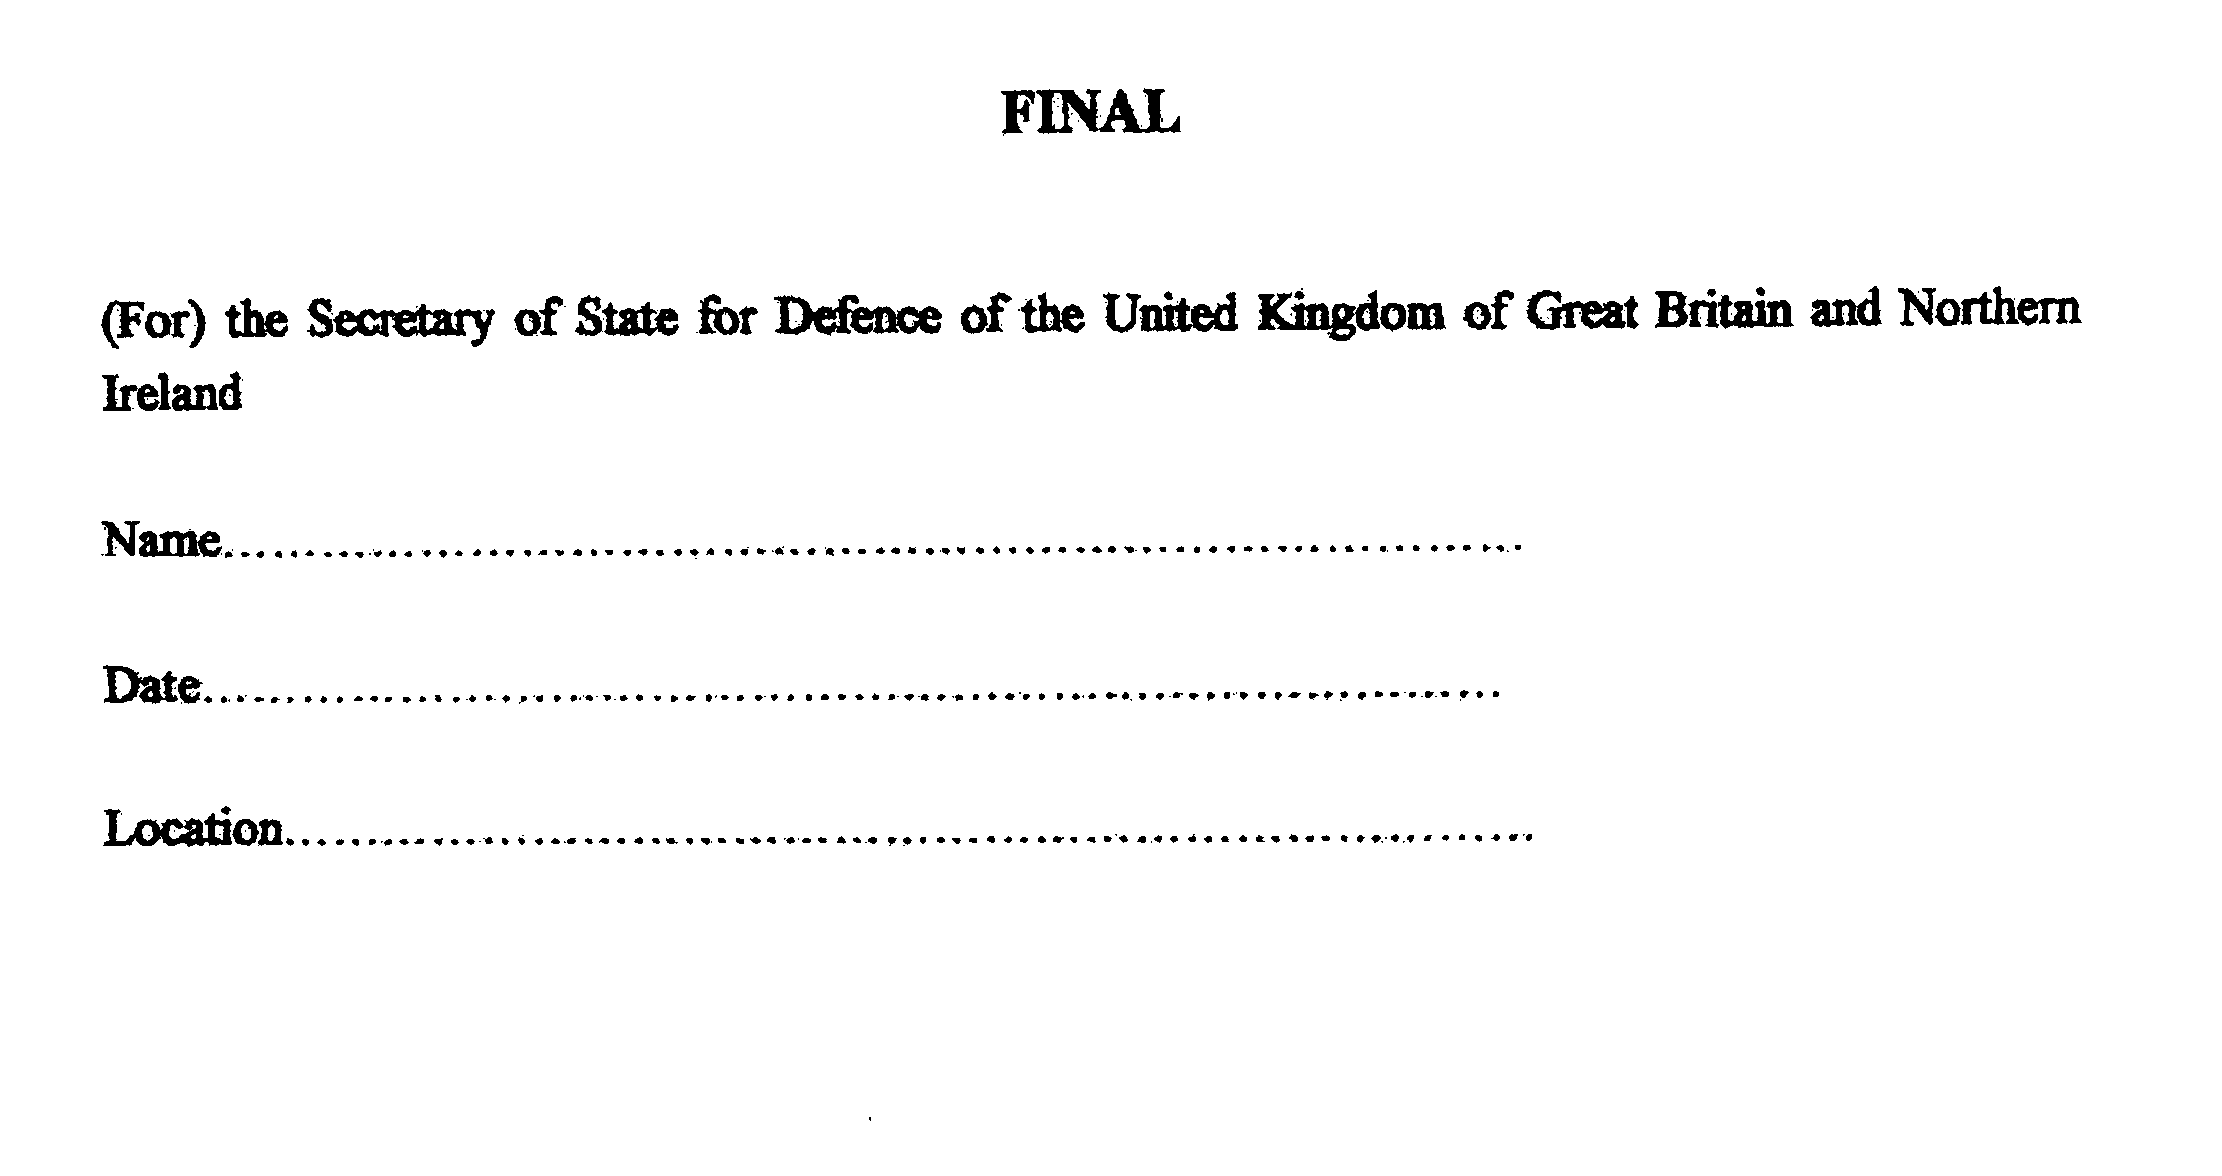 FINAL
(For) the Secretary of State for Defence of the United Kingdom of Great Britain and Northern
Ireland
Name....................................................................................
Date....................................................................................
Location.................................................................................